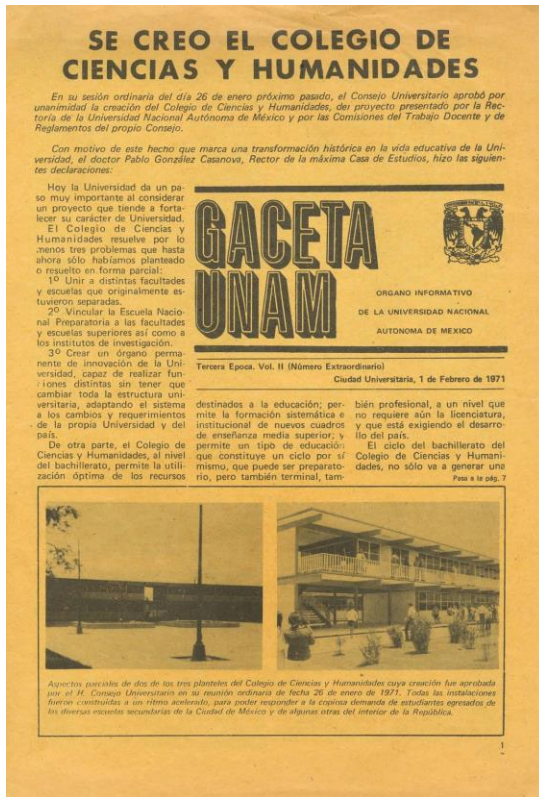 SE CREO EL COLEGIO DE
CIENCIAS Y HUMANIDADES
En su sesión ordinaria del día 26 de enero próximo pasado, el Consejo Universitario aprobó por
unanimidad la creación del Colegio de Ciencias y Humanidades, del proyecto presentado por la Rec-
toría de la Universidad Nacional Autónoma de México y por las Comisiones del Trabajo Docente y de
Reglamentos del propio Consejo.
Con motivo de este hecho que marca una transformación histórica en la vida educativa de la Uni-
versidad, el doctor Pablo González Casanova, Rector de la máxima Casa de Estudios, hizo las siguien-
tes declaraciones:
Hoy la Universidad da un pa-
so muy importante al considerar
un proyecto que tiende a forta-
lecer su carácter de Universidad.
El Colegio de Ciencias y
Humanidades resuelve por lo
menos tres problemas que hasta
ahora sólo habíamos planteado
o resuelto en forma parcial:
1º Unir a distintas facultades
y escuelas que originalmente es-
tuvieron separadas.
2º Vincular la Escuela Nacio-
nal Preparatoria a las facultades
y escuelas superiores así como a
los institutos de investigación.
3º Crear un órgano perma-
nente de innovación de la Uni-
versidad, capaz de realizar fun-
ciones distintas sin tener que
cambiar toda la estructura uni-
versitaria, adaptando el sistema
a los cambios y requerimientos
de la propia Universidad y del
país.
De otra parte, el Colegio de
Ciencias y Humanidades, al nivel
del bachillerato, permite la utili-
zación óptima de los recursos
GACETA
UNAM
ORGANO INFORMATIVO
DE LA UNIVERSIDAD NACIONAL
AUTONOMA DE MEXICO
Tercera Epoca. Vol. II (Número Extraordinario)
Ciudad Universitaria, 1 de Febrero de 1971
destinados a la educación; per-
mite la formación sistemática e
institucional de nuevos cuadros
de enseñanza media superior; y
permite un tipo de educación
que constituye un ciclo por sí
mismo, que puede ser preparato-
rio, pero también terminal, tam-
bién profesional, a un nivel que
no requiere aún la licenciatura,
y que está exigiendo el desarro-
llo del país.
El ciclo del bachillerato del
Colegio de Ciencias y Humani-
dades, no sólo va a generar una
Pasa a la pág. 7
Aspectos parciales de dos de los tres planteles del Colegio de Ciencias y Humanidades cuya creación fue aprobada
por el H. Consejo Universitario en su reunión ordinaria de fecha 26 de enero de 1971. Todas las instalaciones
fueron construidas a un ritmo acelerado, para poder responder a la copiosa demanda de estudiantes egresados de
las diversas escuelas secundarias de la Ciudad de México y de algunas otras del interior de la República.
1